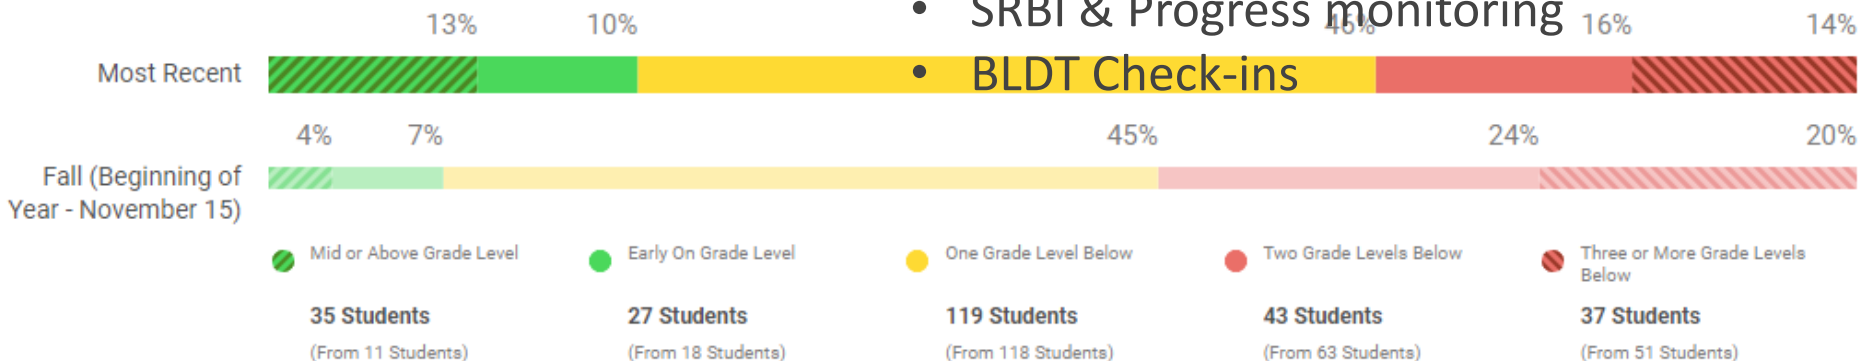 • SRBI & Progress monitoring
13% 10% 46% 16% 14%
Most Recent
• BLDT Check-ins
4% 7% 45% 24% 20%
Fall (Beginning of
Year - November 15)
Mid or Above Grade Level
35 Students
(From 11 Students)
Early On Grade Level
27 Students
(From 18 Students)
One Grade Level Below
119 Students
(From 118 Students)
Two Grade Levels Below
43 Students
(From 63 Students)
Three or More Grade Levels
Below
37 Students
(From 51 Students)